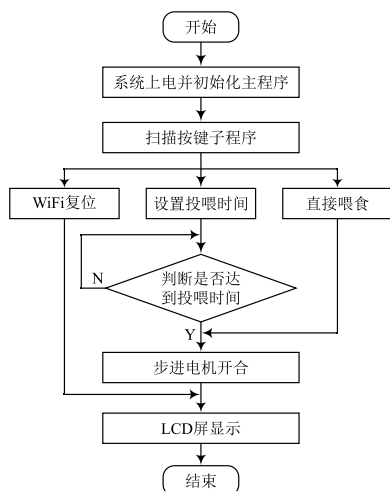 开始
系统上电并初始化主程序
扫描按键子程序
WiFi复位
设置投喂时间
直接喂食
判断是否达
到投喂时间
N
Y
步进电机开合
LCD屏显示
结束